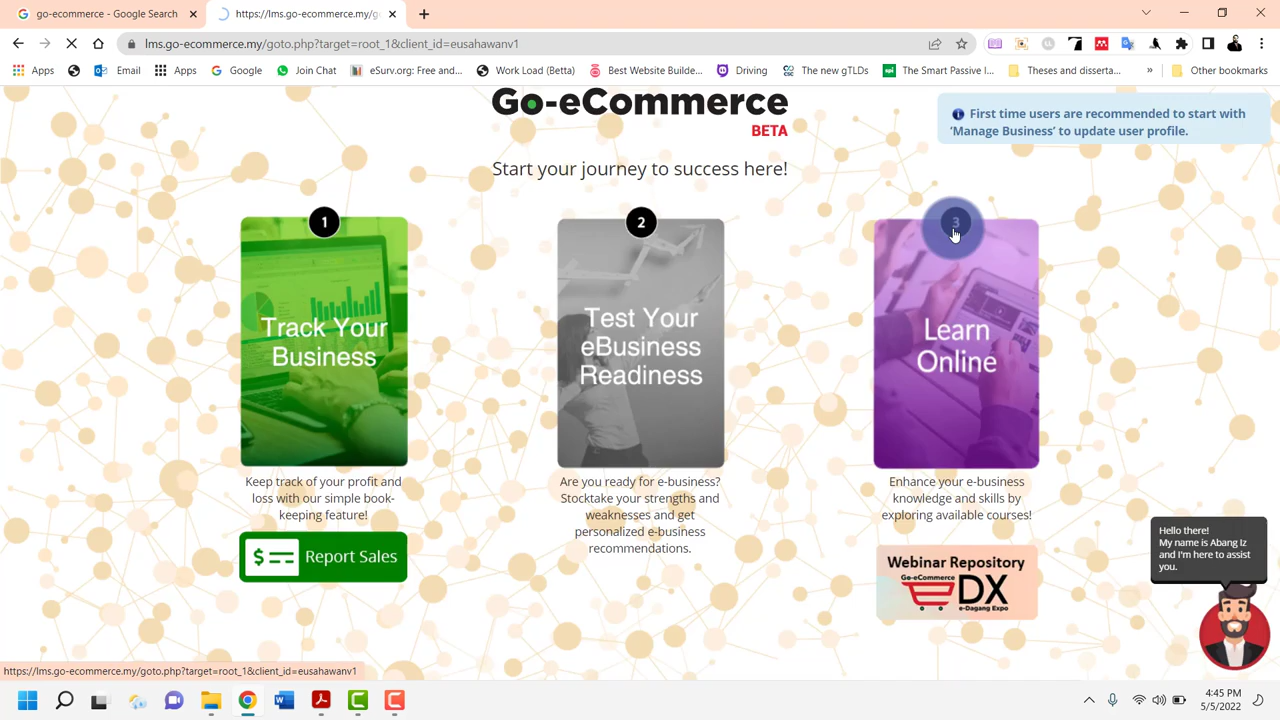 go-ecommerce - Google Search
https://lms.go-ecommerce.my/g
lms.go-ecommerce.my/goto.php?target=root_1&client_id=eusahawanv1
Apps
Email
Google
Join Chat
eSurv.org: Free and...
Work Load (Betta)
Best Website Builde...
Driving
The new gTLDs
The Smart Passive I...
Theses and disserta...
»
Other bookmarks
Go-eCommerce
BETA
First time users are recommended to start with
‘Manage Business’ to update user profile.
Start your journey to success here!
1
Track Your
Business
Keep track of your profit and
loss with our simple book-
keeping feature!
$ Report Sales
2
Test Your
eBusiness
Readiness
Are you ready for e-business?
Stocktake your strengths and
weaknesses and get
personalized e-business
recommendations.
3
Learn
Online
Enhance your e-business
knowledge and skills by
exploring available courses!
Webinar Repository
Go-eCommerce
DX
e-Dagang Expo
Hello there!
My name is Abang Iz
and I'm here to assist
you.
https://lms.go-ecommerce.my/goto.php?target=root_1&client_id=eusahawanv1
4:45 PM
5/5/2022